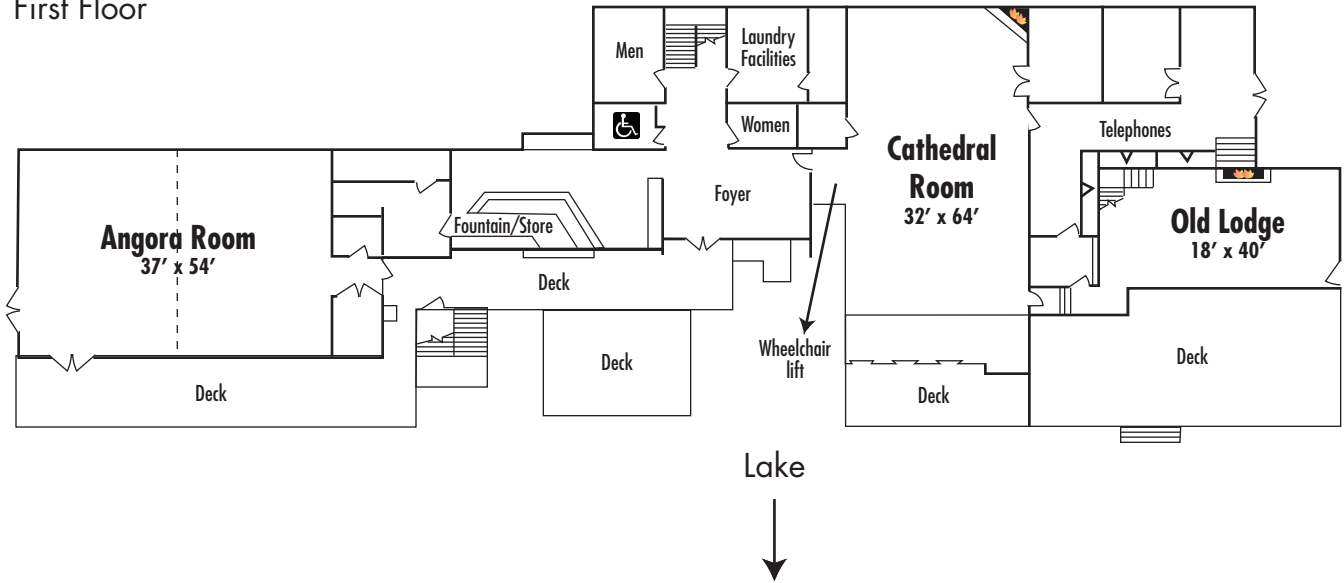 First Floor
Men
Laundry
Facilities
Women
Telephones
Cathedral
Room
32′ x 64′
Foyer
Old Lodge
18′ x 40′
Angora Room
37′ x 54′
Fountain/Store
Deck
Wheelchair
lift
Deck
Deck
Deck
Deck
Lake